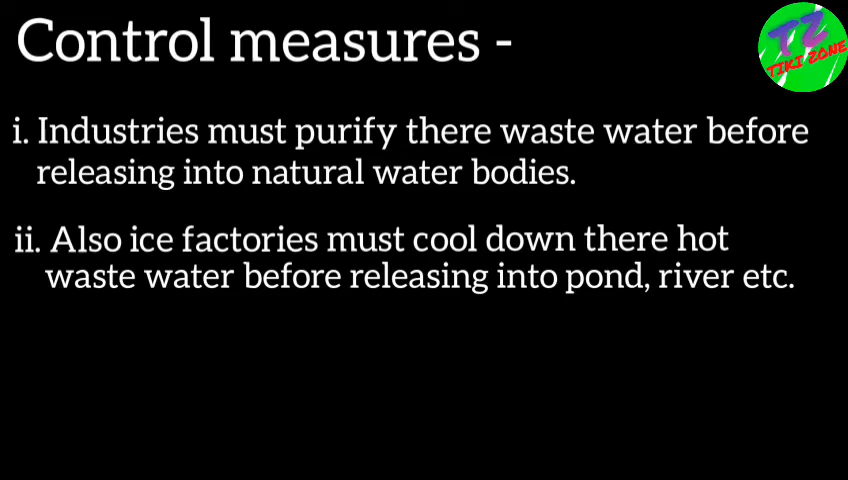 Control measures -
TZ
TIKI ZONE
i. Industries must purify there waste water before
releasing into natural water bodies.
ii. Also ice factories must cool down there hot
waste water before releasing into pond, river etc.